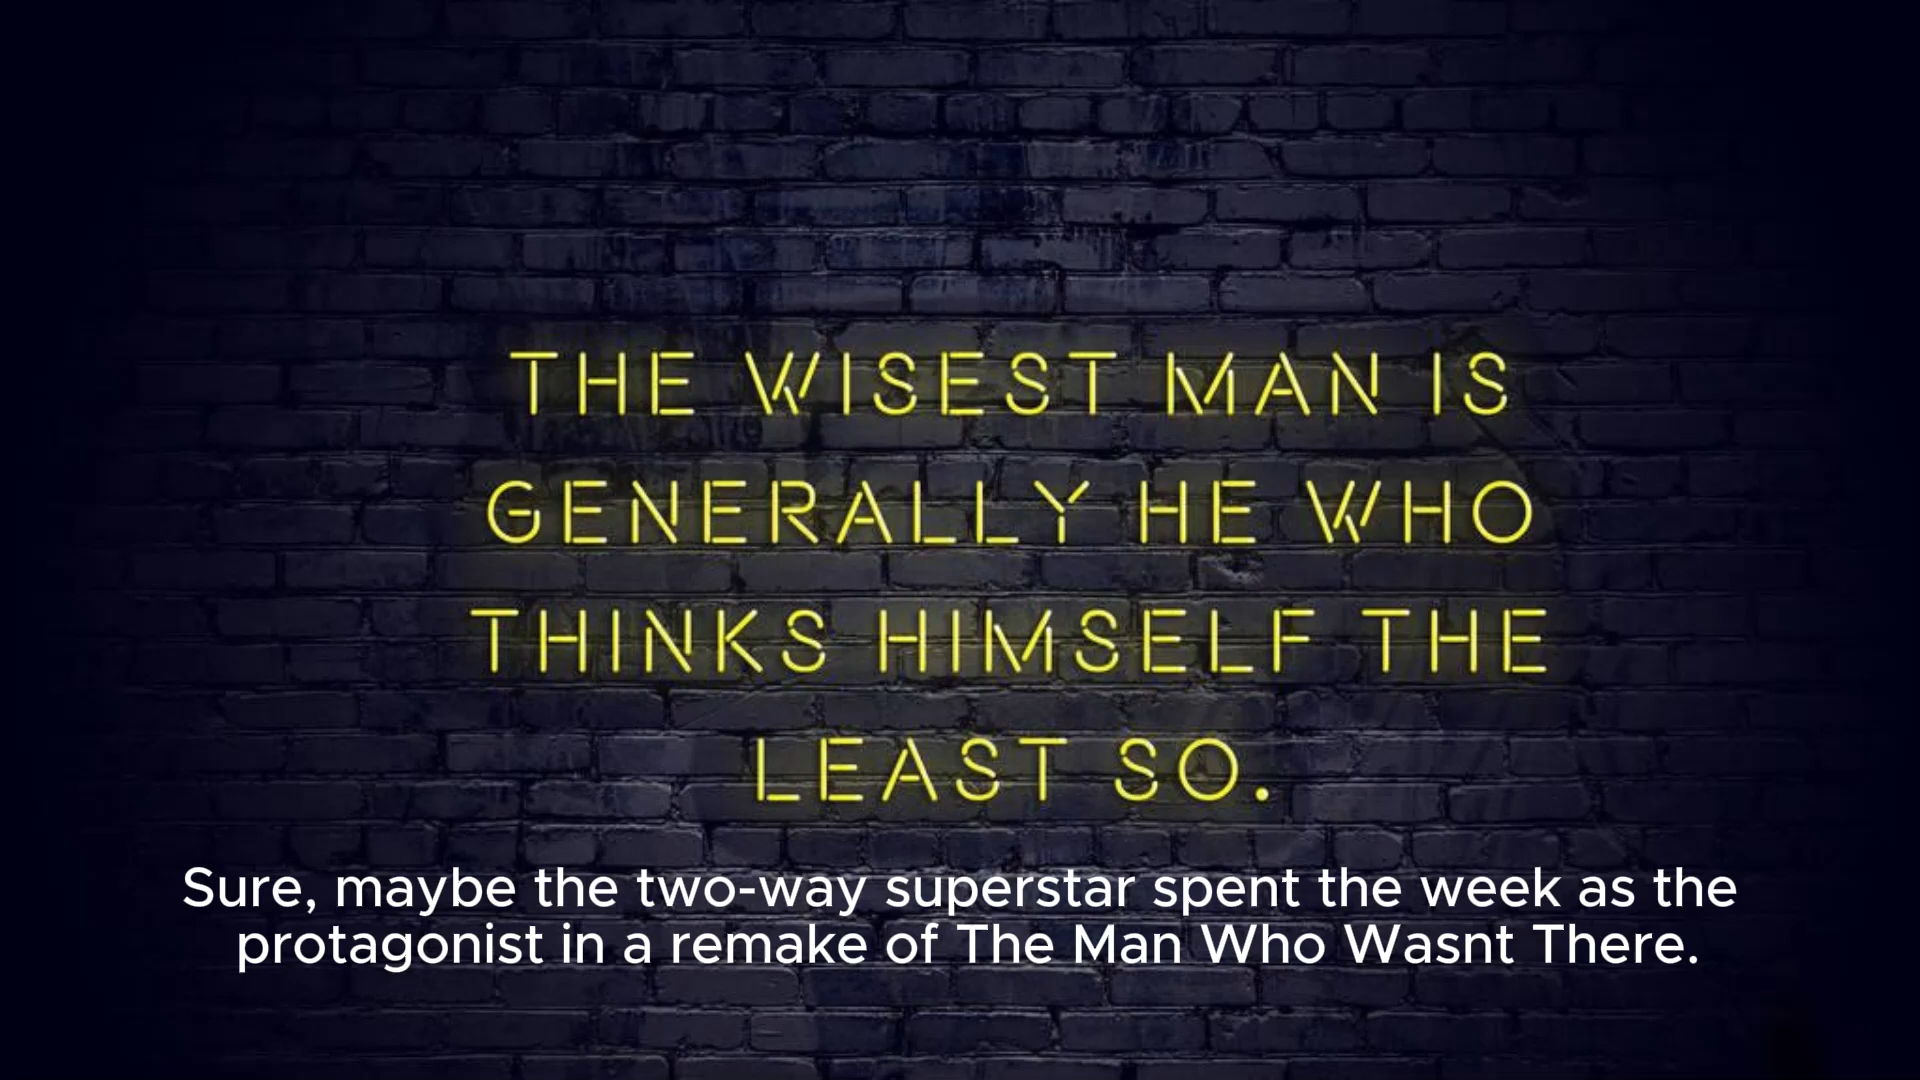 THE WISEST MAN IS
GENERALLY HE WHO
THINKS HIMSELF THE
LEAST SO.
Sure, maybe the two-way superstar spent the week as the
protagonist in a remake of The Man Who Wasnt There.